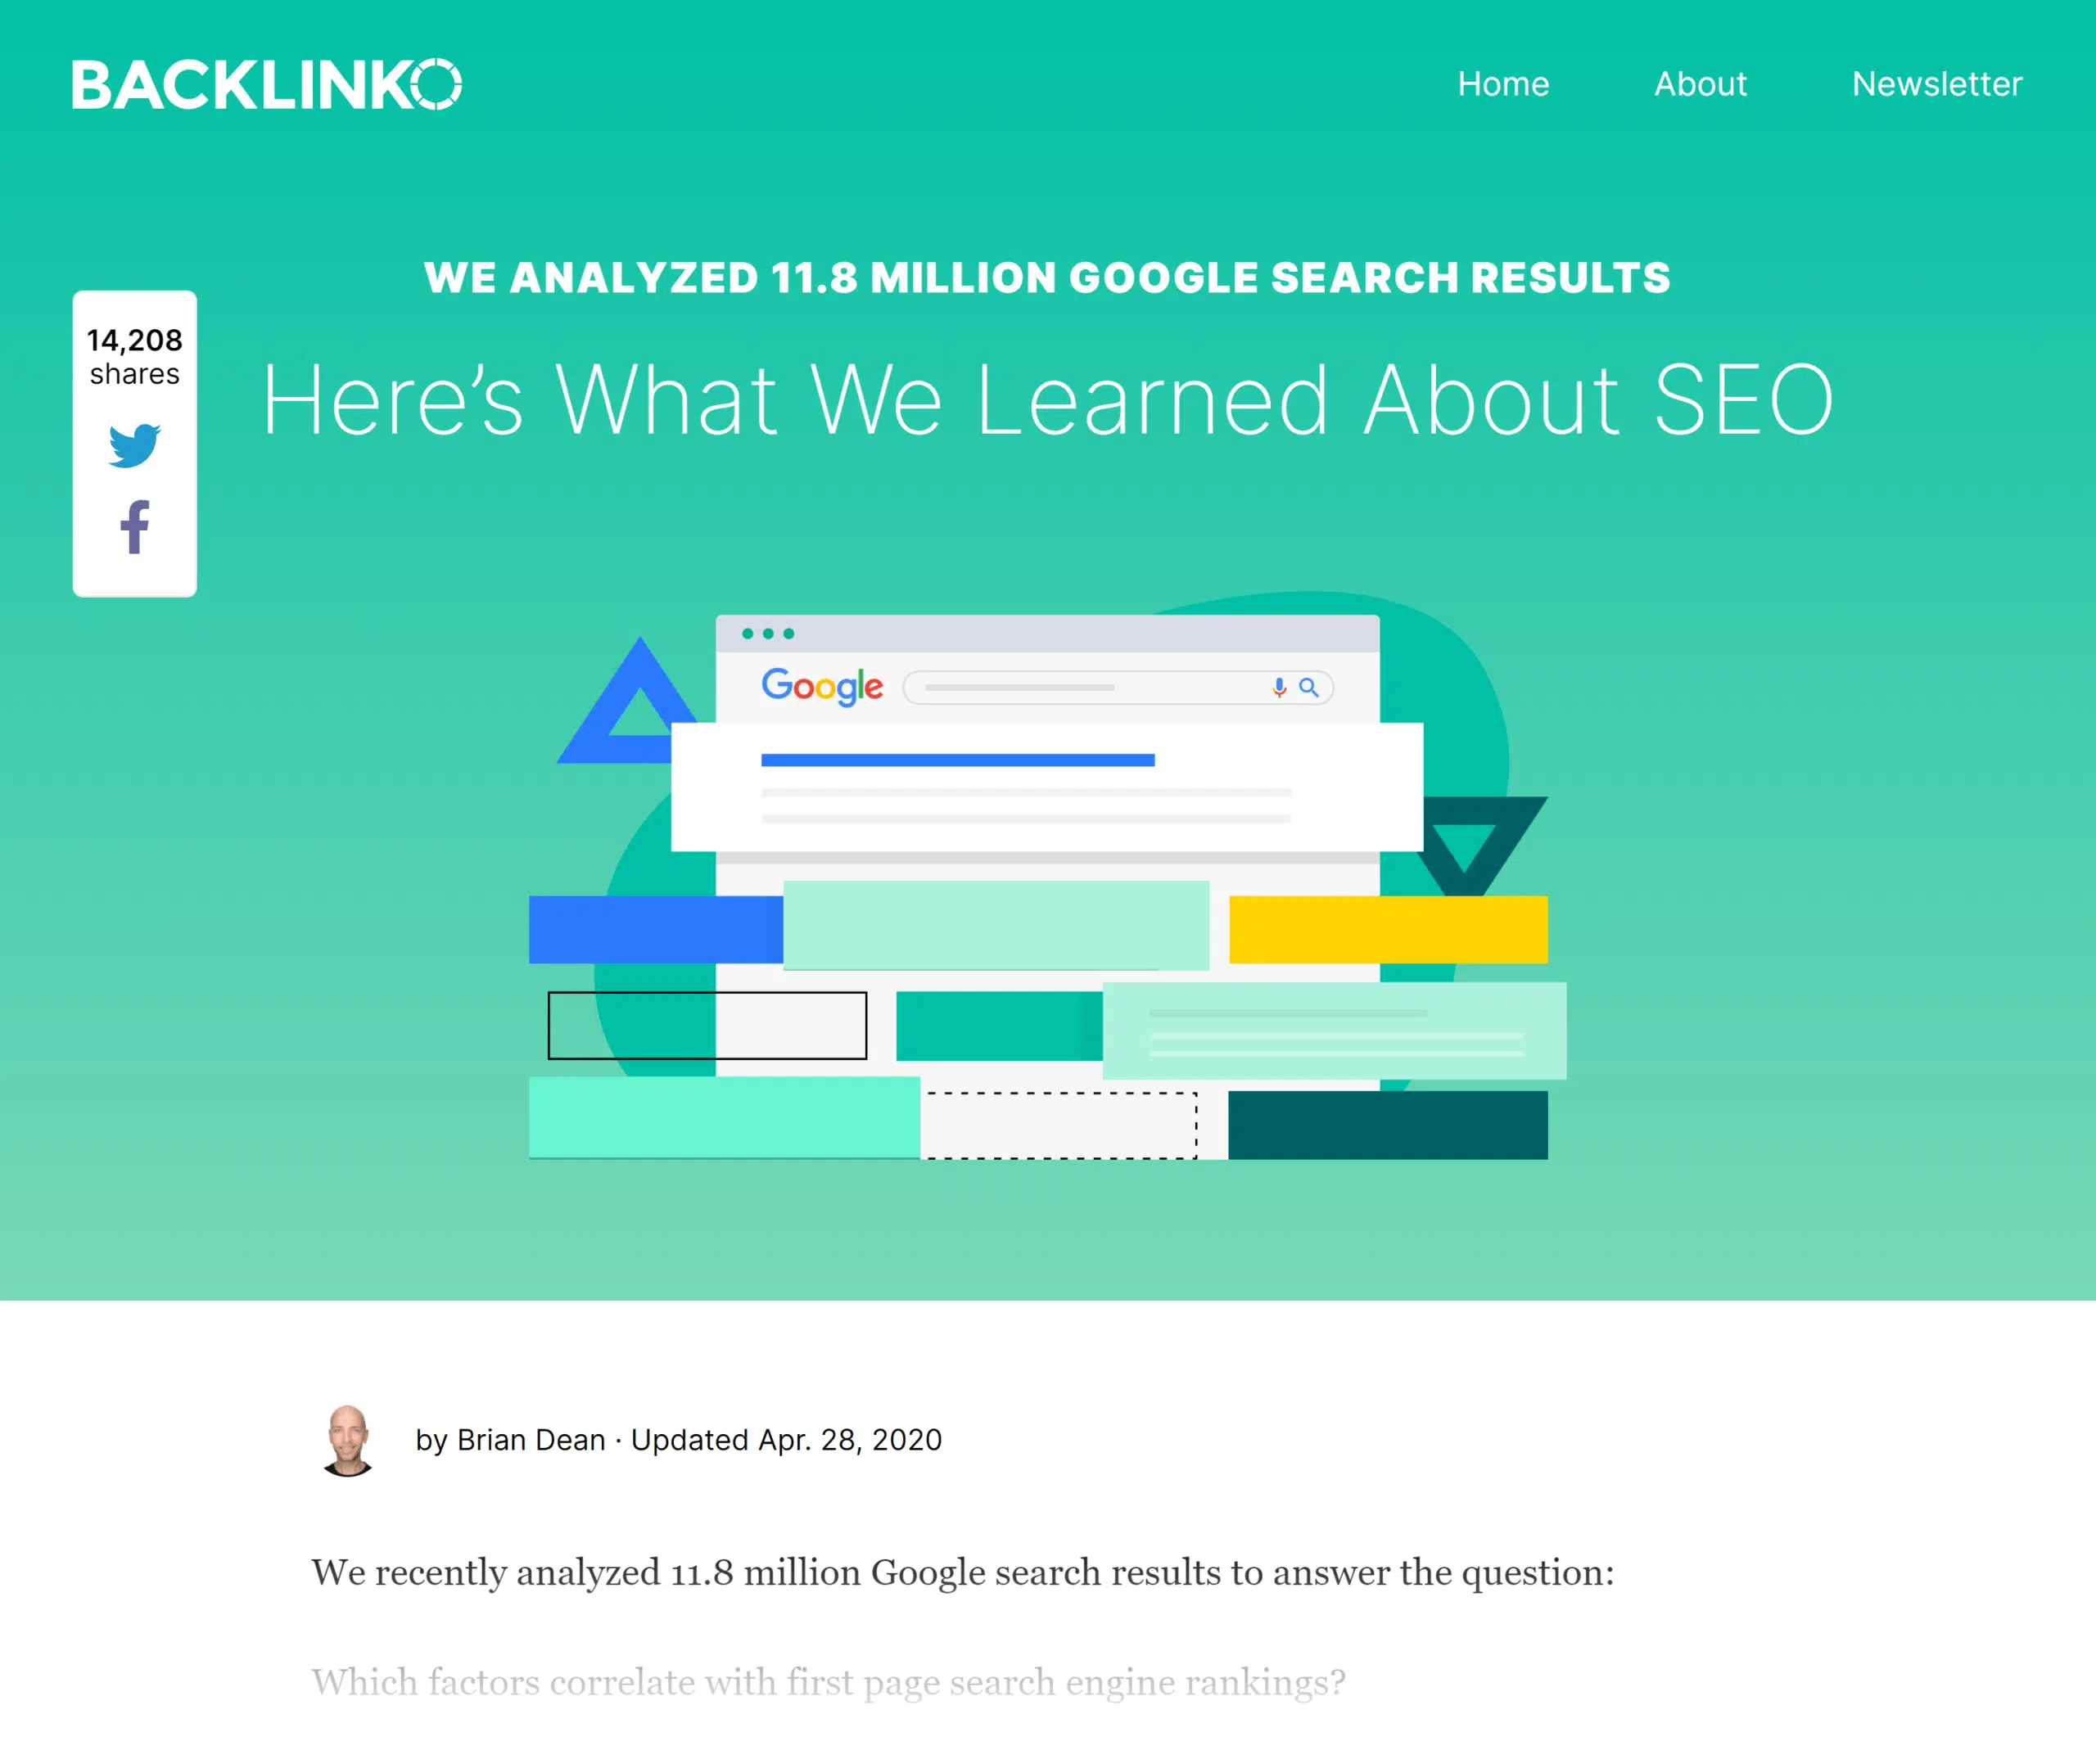 BACKLINKO
Home About Newsletter
WE ANALYZED 11.8 MILLION GOOGLE SEARCH RESULTS
Here’s What We Learned About SEO
14,208
shares
Google
by Brian Dean · Updated Apr. 28, 2020
We recently analyzed 11.8 million Google search results to answer the question:
Which factors correlate with first page search engine rankings?